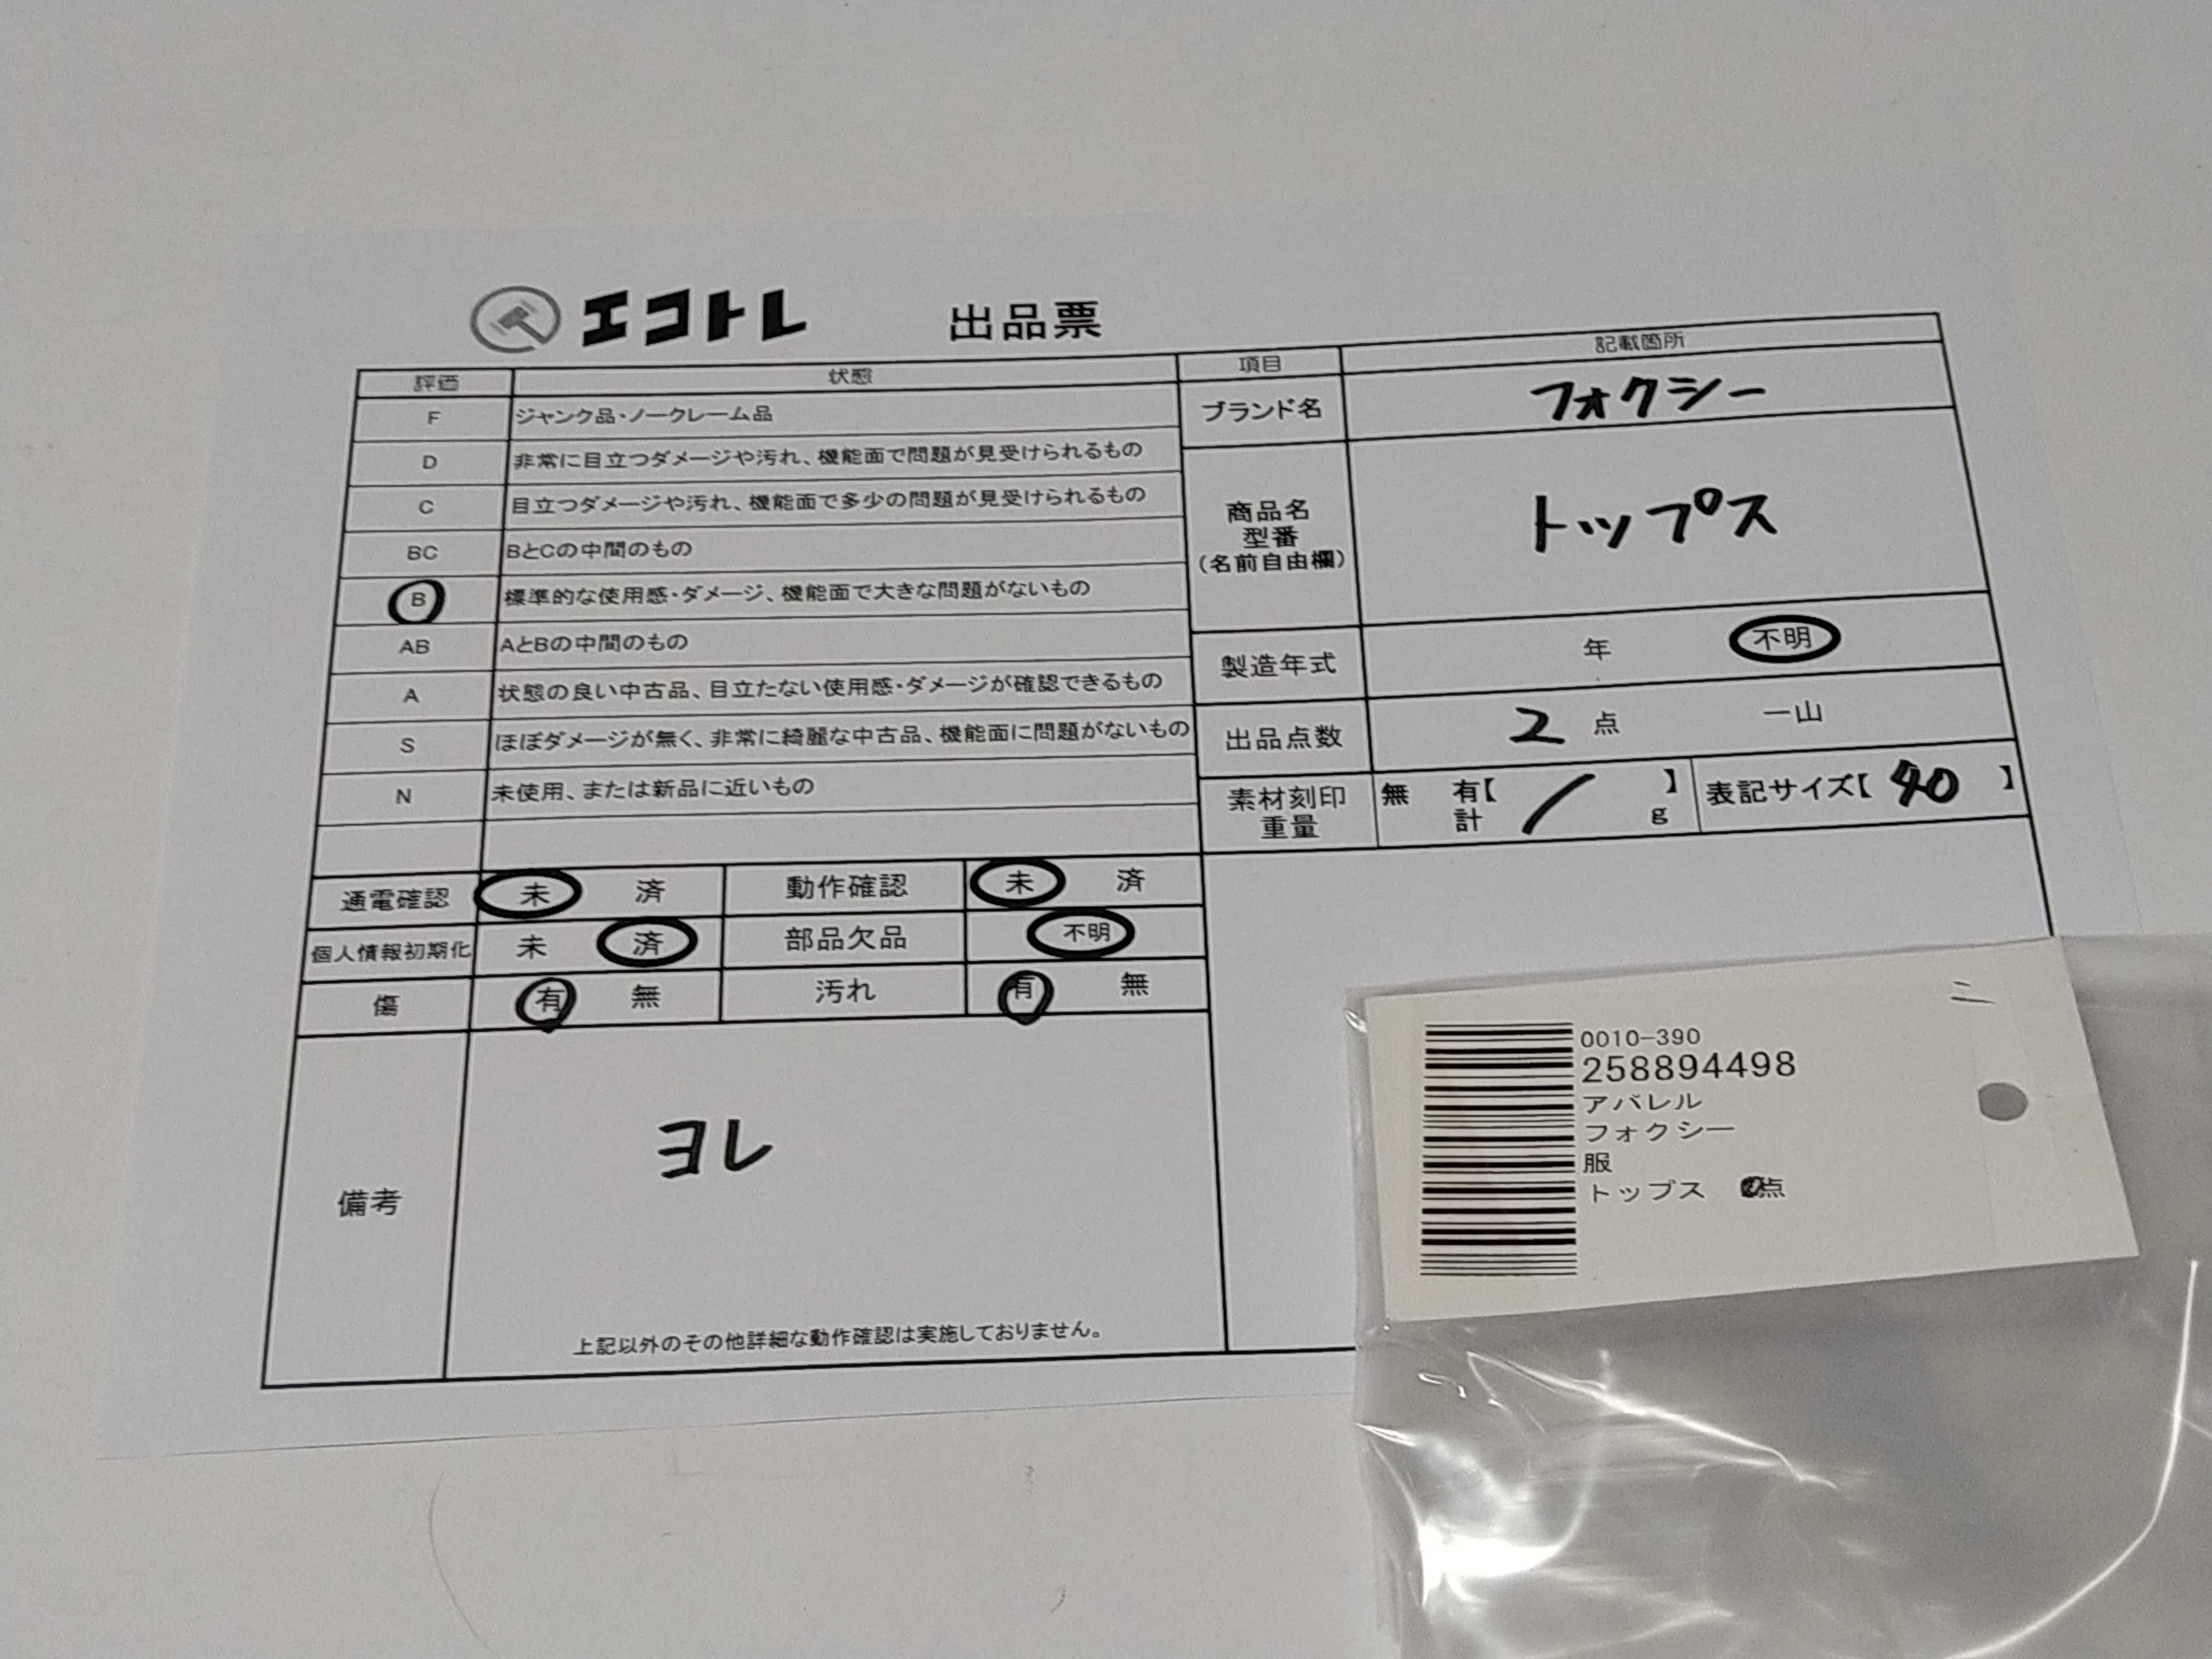 エコトレ 出品票
評価 状態
F ジャンク品・ノークレーム品
D 非常に目立つダメージや汚れ、機能面で問題が見受けられるもの
C 目立つダメージや汚れ、機能面で多少の問題が見受けられるもの
BC BとCの中間のもの
B 標準的な使用感・ダメージ、機能面で大きな問題がないもの
AB AとBの中間のもの
A 状態の良い中古品、目立たない使用感・ダメージが確認できるもの
S ほぼダメージが無く、非常に綺麗な中古品、機能面に問題がないもの
N 未使用、または新品に近いもの
項目 記載箇所
ブランド名 フォクシー
商品名
型番
(名前自由欄)
トップス
製造年式 年 不明
出品点数 2 点 一山
素材刻印 無 有【 / 】 表記サイズ【 40 】
重量 計 g
通電確認 未 済 動作確認 未 済
個人情報初期化 未 済 部品欠品 不明
傷 有 無 汚れ 有 無
備考 ヨレ
上記以外のその他詳細な動作確認は実施しておりません。
ニ
0010-390
258894498
アパレル
フォクシー
服
トップス 点